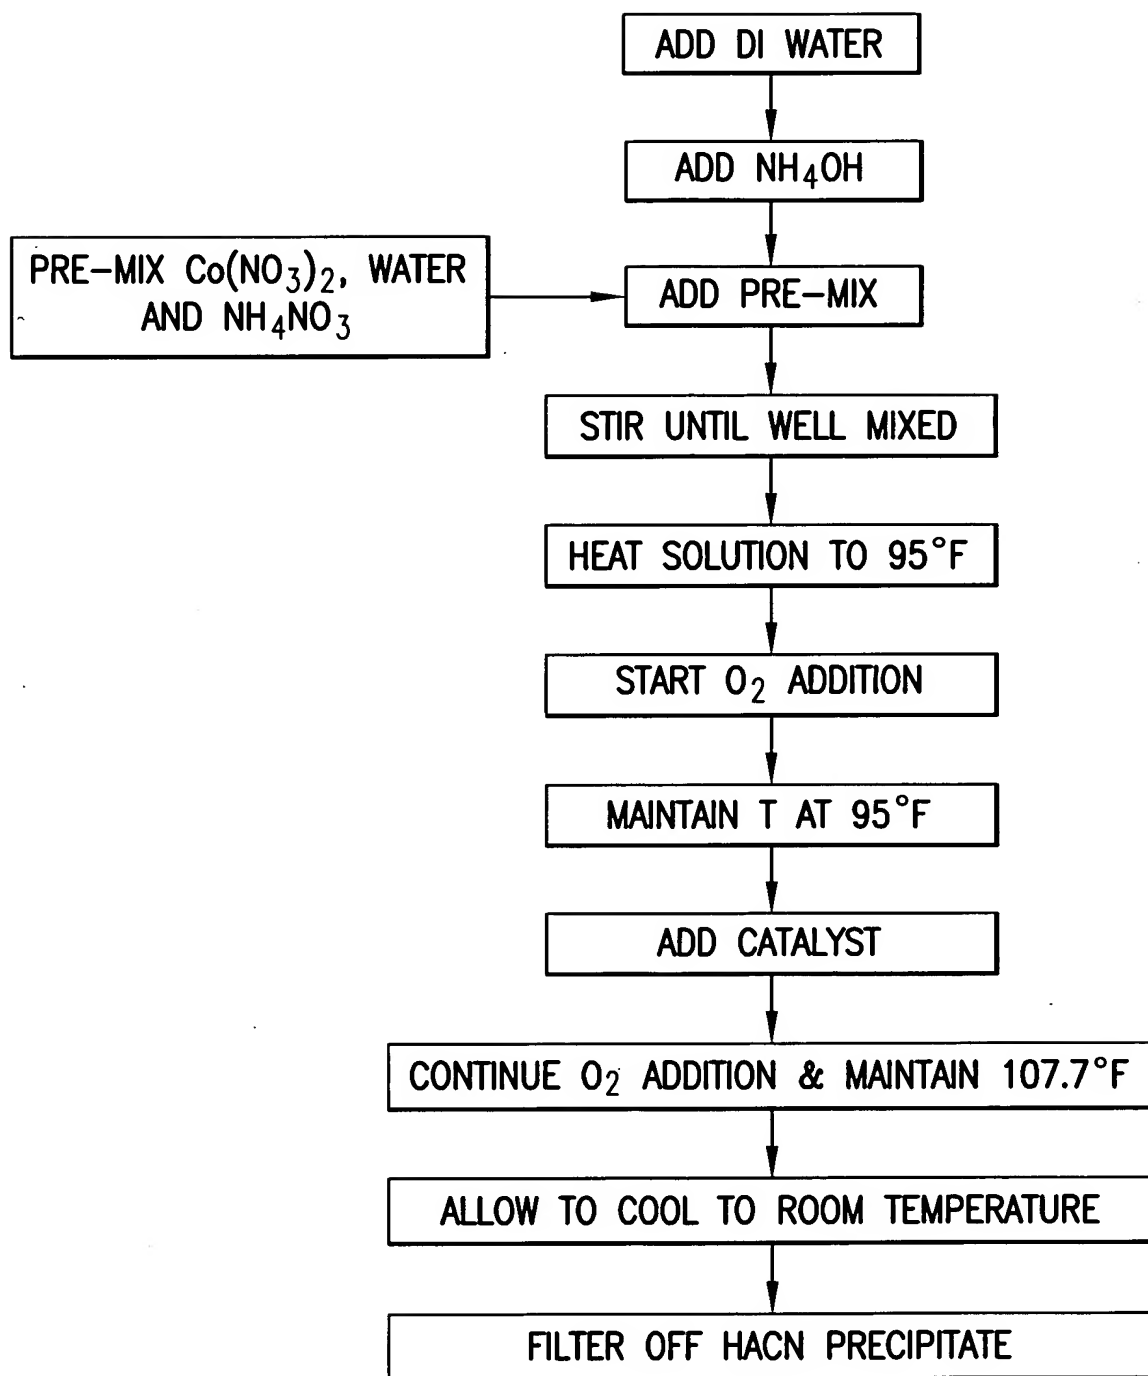 ADD DI WATER
ADD NH₄OH
PRE-MIX Co(NO₃)₂, WATER
AND NH₄NO₃
ADD PRE-MIX
STIR UNTIL WELL MIXED
HEAT SOLUTION TO 95°F
START O₂ ADDITION
MAINTAIN T AT 95°F
ADD CATALYST
CONTINUE O₂ ADDITION & MAINTAIN 107.7°F
ALLOW TO COOL TO ROOM TEMPERATURE
FILTER OFF HACN PRECIPITATE